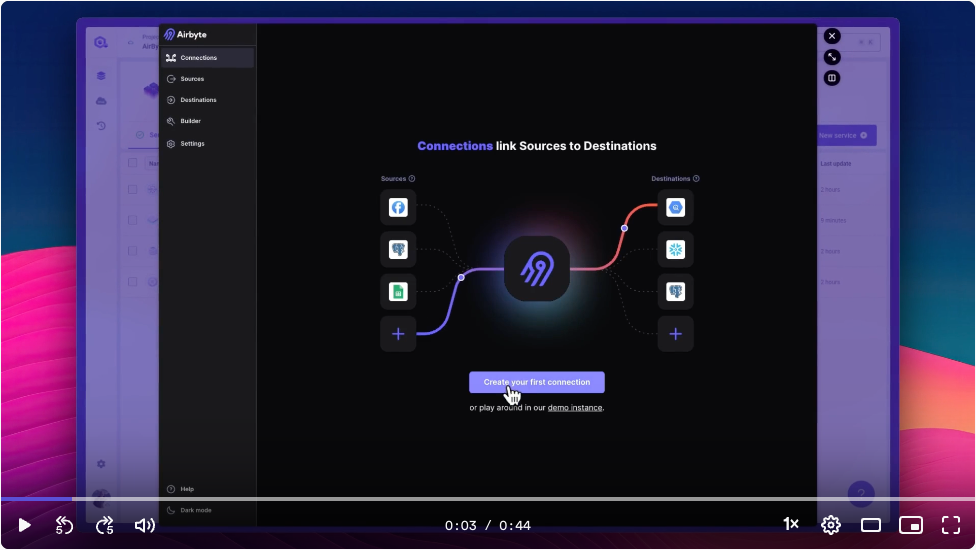 Airbyte
Connections
Sources
Destinations
Builder
Settings
Help
Dark mode
Connections link Sources to Destinations
Sources
Destinations
Create your first connection
or play around in our demo instance.
New service
Last update
2 hours
9 minutes
2 hours
2 hours
5
5
0:03 / 0:44
1×